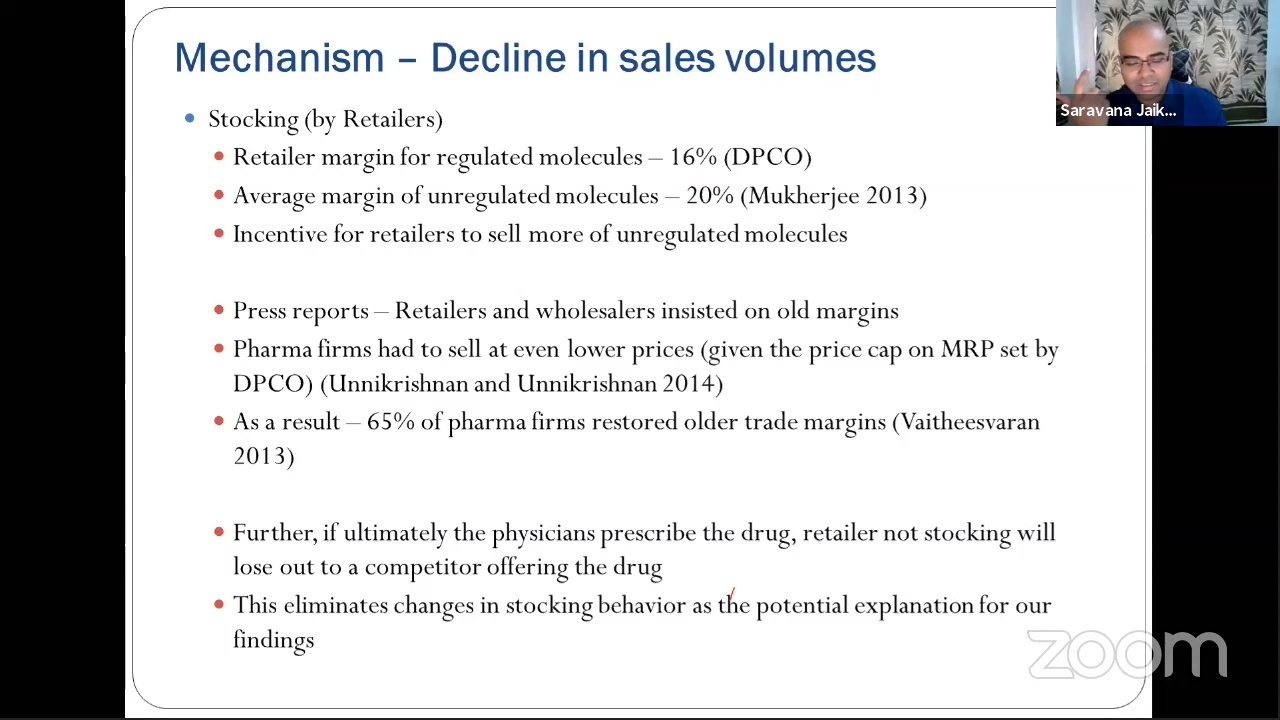 Mechanism – Decline in sales volumes
Saravana Jaik...
Stocking (by Retailers)
Retailer margin for regulated molecules – 16% (DPCO)
Average margin of unregulated molecules – 20% (Mukherjee 2013)
Incentive for retailers to sell more of unregulated molecules
Press reports – Retailers and wholesalers insisted on old margins
Pharma firms had to sell at even lower prices (given the price cap on MRP set by
DPCO) (Unnikrishnan and Unnikrishnan 2014)
As a result – 65% of pharma firms restored older trade margins (Vaitheesvaran
2013)
Further, if ultimately the physicians prescribe the drug, retailer not stocking will
lose out to a competitor offering the drug
This eliminates changes in stocking behavior as the potential explanation for our
findings
zoom